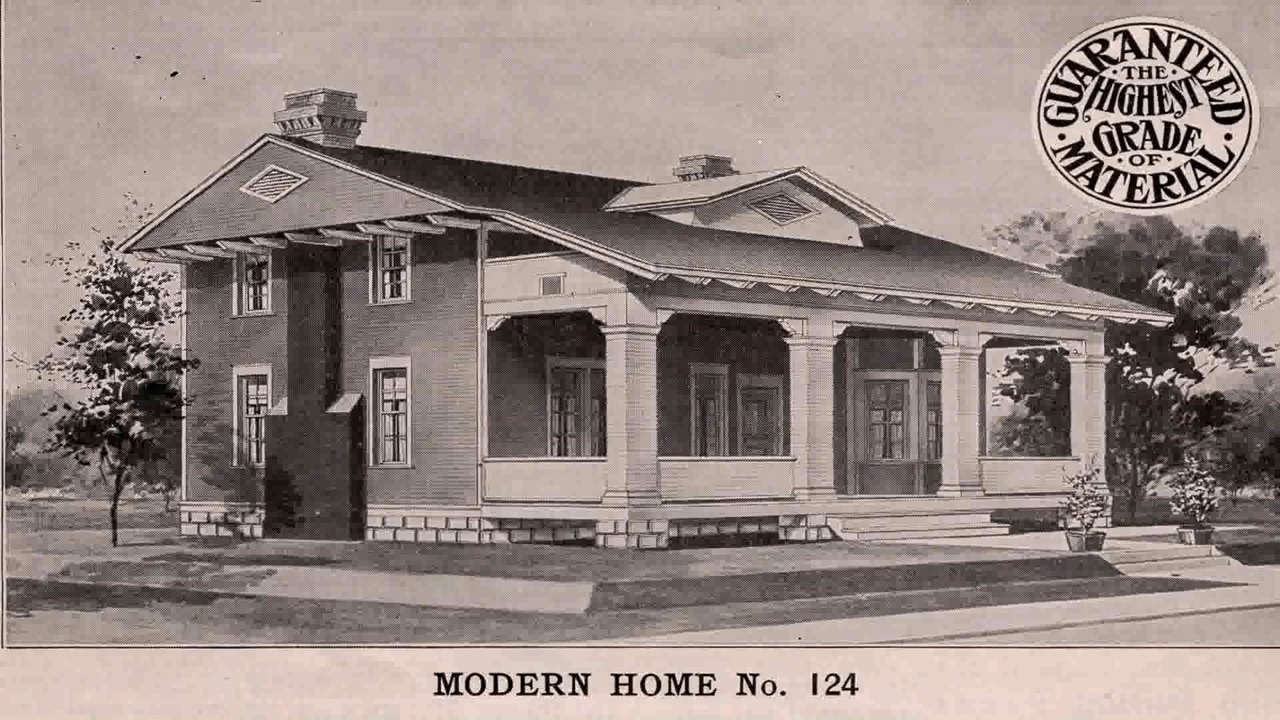 GUARANTEED
THE
HIGHEST
GRADE
OF
MATERIAL
MODERN HOME No. 124